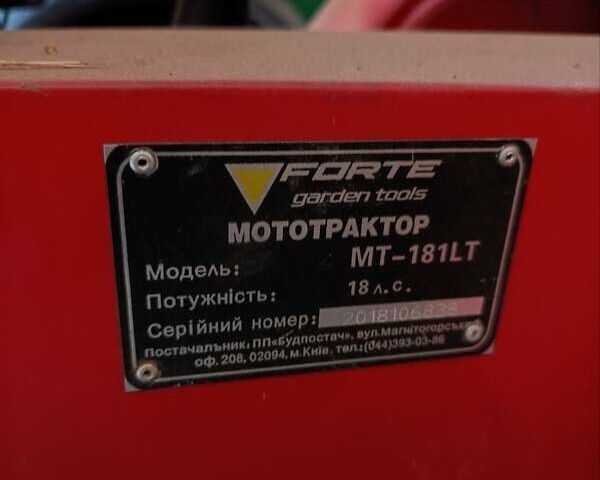 FORTE
garden tools
МОТОТРАКТОР
Модель: MT-181LT
Потужність: 18 л.с.
Серійний номер: 2018106838
Постачальник: ПП«Будпостач», вул.Магнітогорська
оф. 208, 02094, м.Київ, тел.:(044)393-03-86